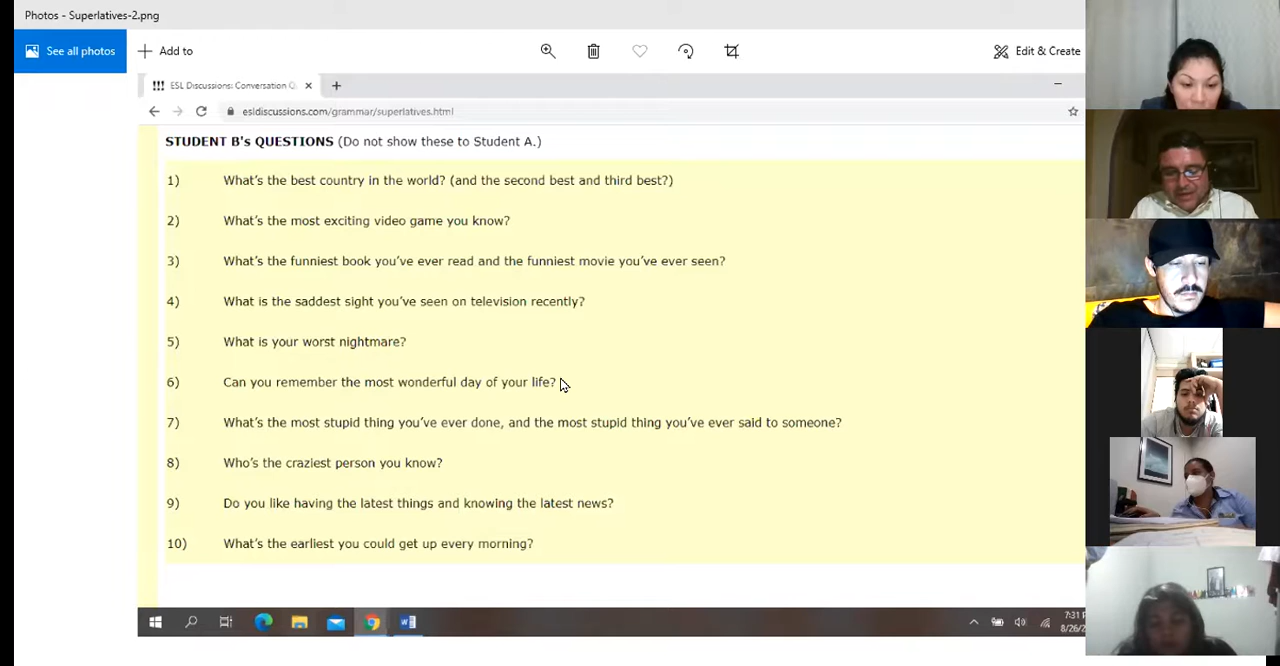 Photos - Superlatives-2.png
See all photos
Add to
Edit & Create
ESL Discussions: Conversation
esldiscussions.com/grammar/superlatives.html
STUDENT B's QUESTIONS (Do not show these to Student A.)
1) What's the best country in the world? (and the second best and third best?)
2) What's the most exciting video game you know?
3) What's the funniest book you've ever read and the funniest movie you've ever seen?
4) What is the saddest sight you've seen on television recently?
5) What is your worst nightmare?
6) Can you remember the most wonderful day of your life?
7) What's the most stupid thing you've ever done, and the most stupid thing you've ever said to someone?
8) Who's the craziest person you know?
9) Do you like having the latest things and knowing the latest news?
10) What's the earliest you could get up every morning?
7:31